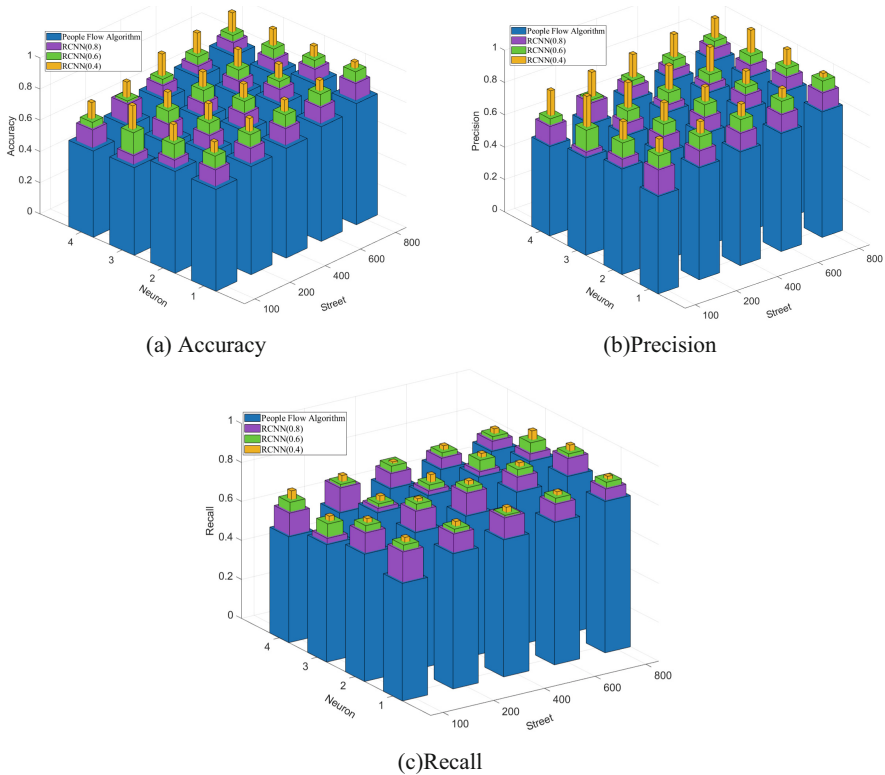 People Flow Algorithm
RCNN(0.8)
RCNN(0.6)
RCNN(0.4)
1
0.8
0.6
0.4
0.2
0
Accuracy
4
3
2
1
Neuron
100
200
400
600
800
Street
(a) Accuracy
People Flow Algorithm
RCNN(0.8)
RCNN(0.6)
RCNN(0.4)
1
0.8
0.6
0.4
0.2
0
Precision
4
3
2
1
Neuron
100
200
400
600
800
Street
(b)Precision
People Flow Algorithm
RCNN(0.8)
RCNN(0.6)
RCNN(0.4)
1
0.8
0.6
0.4
0.2
0
Recall
4
3
2
1
Neuron
100
200
400
600
800
Street
(c)Recall